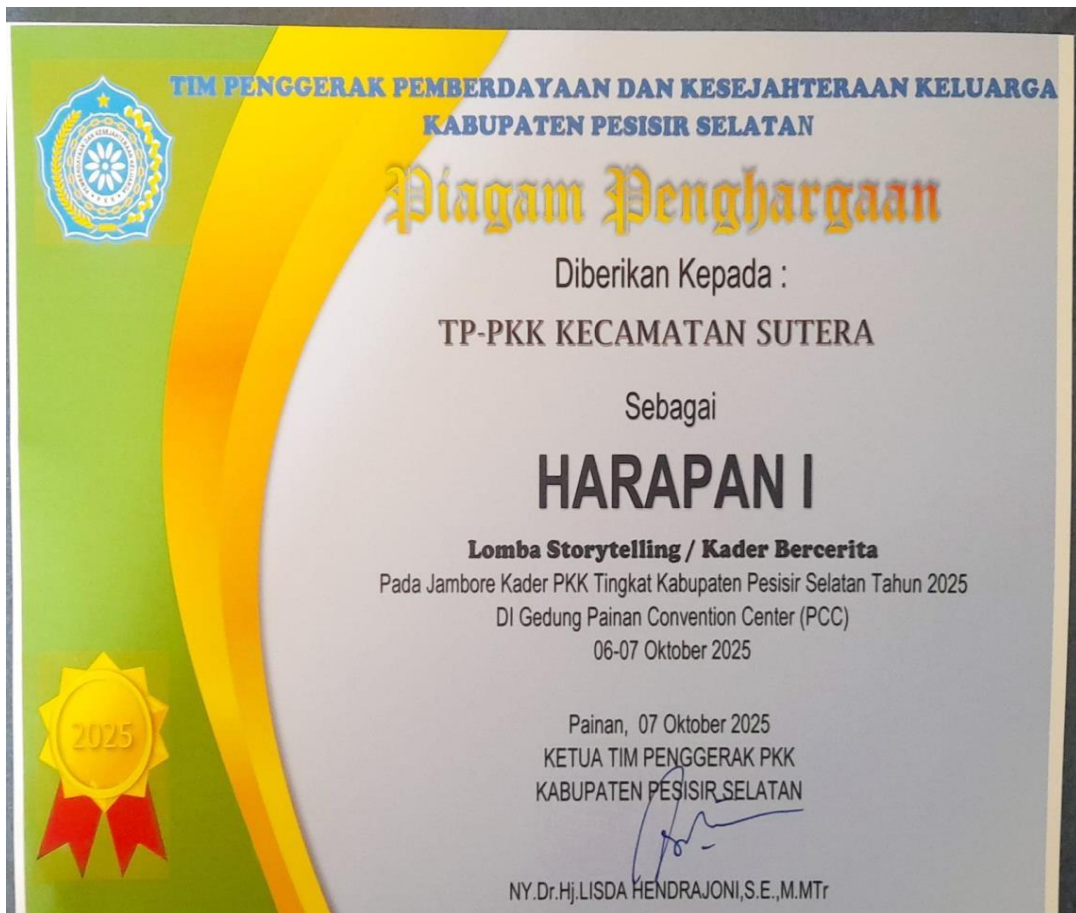 TIM PENGGERAK PEMBERDAYAAN DAN KESEJAHTERAAN KELUARGA
KABUPATEN PESISIR SELATAN
Piagam Penghargaan
Diberikan Kepada :
TP-PKK KECAMATAN SUTERA
Sebagai
HARAPAN I
Lomba Storytelling / Kader Bercerita
Pada Jambore Kader PKK Tingkat Kabupaten Pesisir Selatan Tahun 2025
DI Gedung Painan Convention Center (PCC)
06-07 Oktober 2025
2025
Painan, 07 Oktober 2025
KETUA TIM PENGGERAK PKK
KABUPATEN PESISIR SELATAN
NY.Dr.Hj.LISDA HENDRAJONI,S.E.,M.MTr